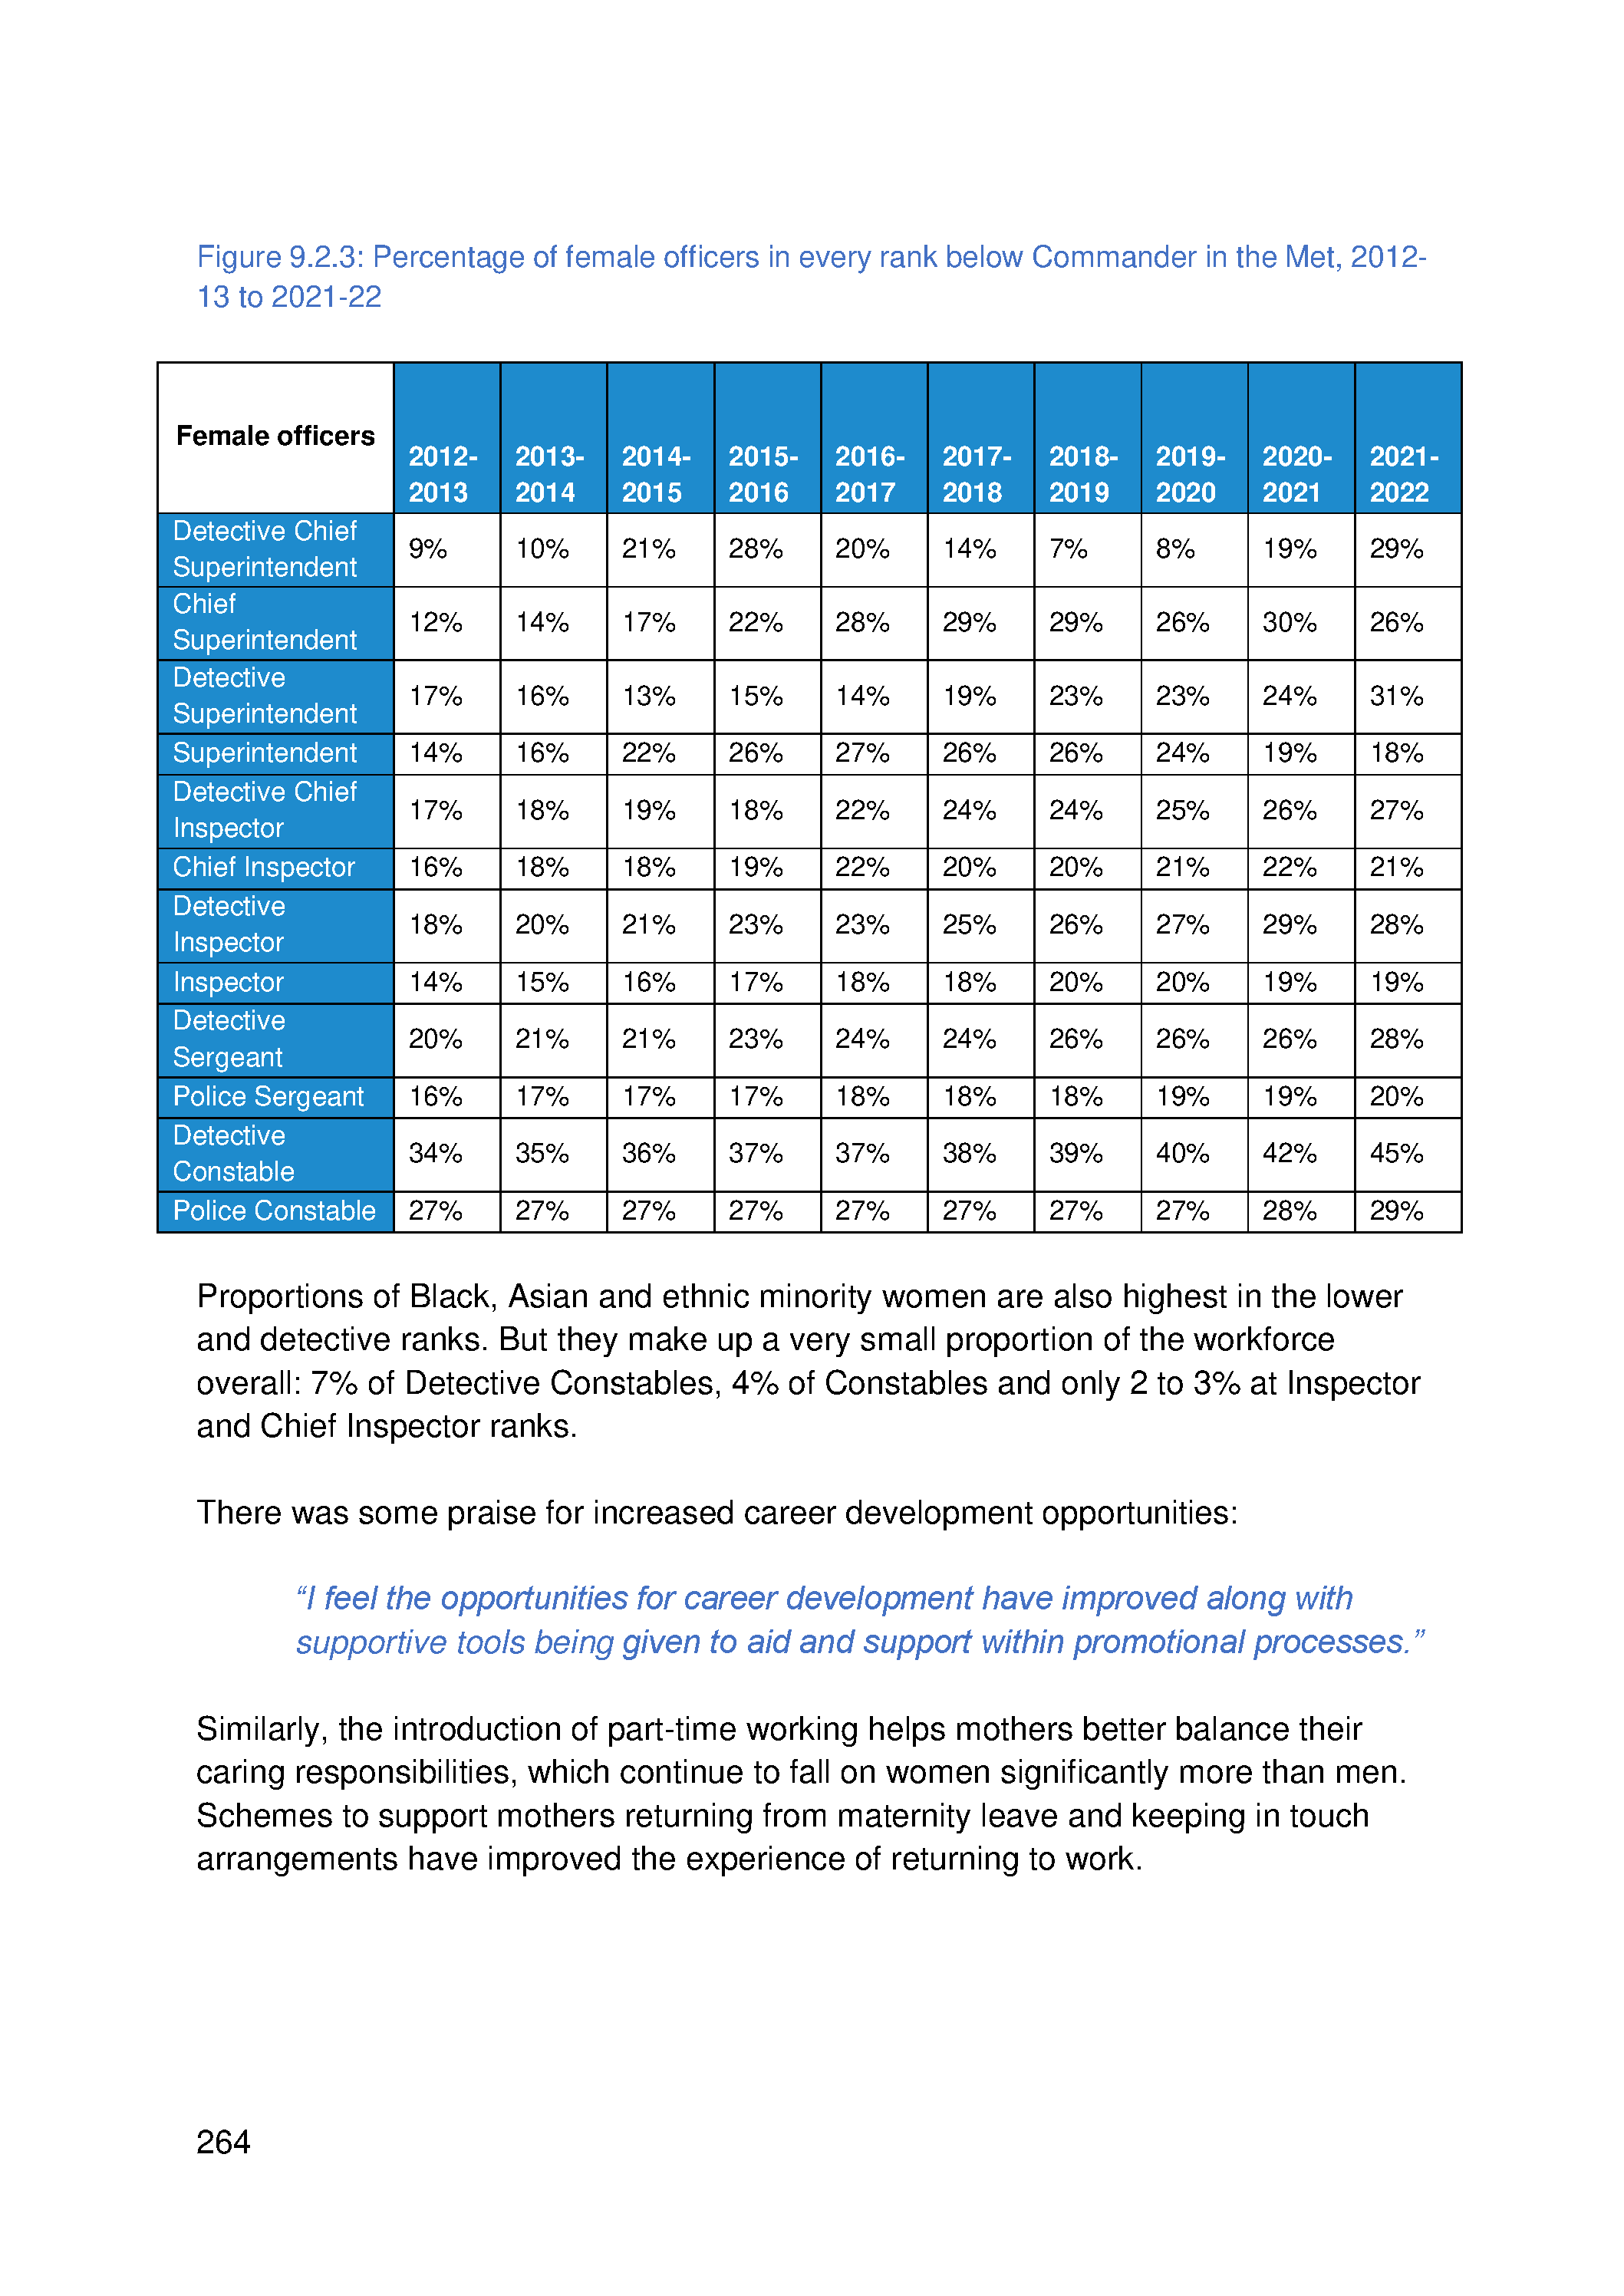 Figure 9.2.3: Percentage of female officers in every rank below Commander in the Met, 2012-
13 to 2021-22
Female officers
2012- 2013- 2014- 2015- 2016- 2017- 2018- 2019- 2020- 2021-
2013 2014 2015 2016 2017 2018 2019 2020 2021 2022
Detective Chief
Superintendent 9% 10% 21% 28% 20% 14% 7% 8% 19% 29%
Chief
Superintendent 12% 14% 17% 22% 28% 29% 29% 26% 30% 26%
Detective
Superintendent 17% 16% 13% 15% 14% 19% 23% 23% 24% 31%
Superintendent 14% 16% 22% 26% 27% 26% 26% 24% 19% 18%
Detective Chief
Inspector 17% 18% 19% 18% 22% 24% 24% 25% 26% 27%
Chief Inspector 16% 18% 18% 19% 22% 20% 20% 21% 22% 21%
Detective
Inspector 18% 20% 21% 23% 23% 25% 26% 27% 29% 28%
Inspector 14% 15% 16% 17% 18% 18% 20% 20% 19% 19%
Detective
Sergeant 20% 21% 21% 23% 24% 24% 26% 26% 26% 28%
Police Sergeant 16% 17% 17% 17% 18% 18% 18% 19% 19% 20%
Detective
Constable 34% 35% 36% 37% 37% 38% 39% 40% 42% 45%
Police Constable 27% 27% 27% 27% 27% 27% 27% 27% 28% 29%
Proportions of Black, Asian and ethnic minority women are also highest in the lower
and detective ranks. But they make up a very small proportion of the workforce
overall: 7% of Detective Constables, 4% of Constables and only 2 to 3% at Inspector
and Chief Inspector ranks.
There was some praise for increased career development opportunities:
“I feel the opportunities for career development have improved along with
supportive tools being given to aid and support within promotional processes.”
Similarly, the introduction of part-time working helps mothers better balance their
caring responsibilities, which continue to fall on women significantly more than men.
Schemes to support mothers returning from maternity leave and keeping in touch
arrangements have improved the experience of returning to work.
264